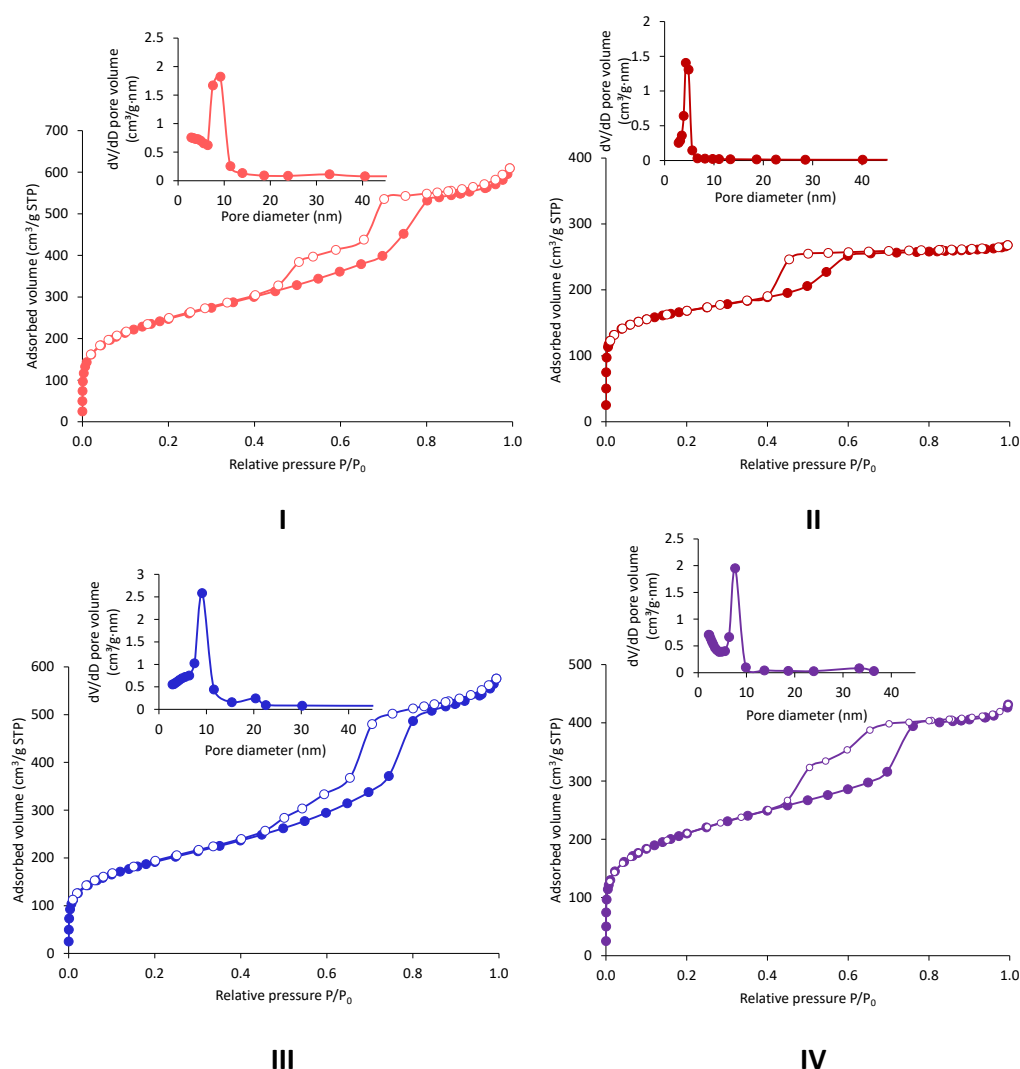 dV/dD pore volume
(cm³/g·nm)
2.5
2
1.5
1
0.5
0
0 10 20 30 40
Pore diameter (nm)
Adsorbed volume (cm³/g STP)
700
600
500
400
300
200
100
0
0.0 0.2 0.4 0.6 0.8 1.0
Relative pressure P/P₀
I
dV/dD pore volume
(cm³/g·nm)
2
1.5
1
0.5
0
0 10 20 30 40
Pore diameter (nm)
Adsorbed volume (cm³/g STP)
400
300
200
100
0
0.0 0.2 0.4 0.6 0.8 1.0
Relative pressure P/P₀
II
dV/dD pore volume
(cm³/g·nm)
3
2.5
2
1.5
1
0.5
0
0 10 20 30 40
Pore diameter (nm)
Adsorbed volume (cm³/g STP)
600
500
400
300
200
100
0
0.0 0.2 0.4 0.6 0.8 1.0
Relative pressure P/P₀
III
dV/dD pore volume
(cm³/g·nm)
2.5
2
1.5
1
0.5
0
0 10 20 30 40
Pore diameter (nm)
Adsorbed volume (cm³/g STP)
500
400
300
200
100
0
0.0 0.2 0.4 0.6 0.8 1.0
Relative pressure P/P₀
IV